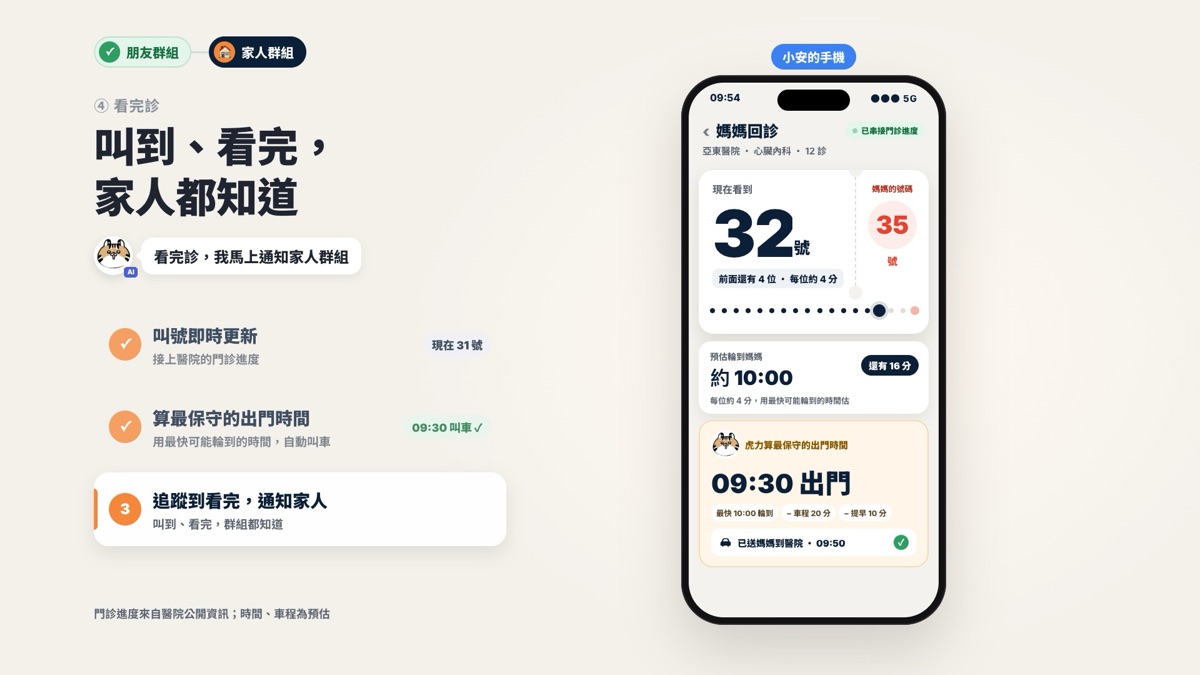 朋友群組
家人群組
④ 看完診
叫到、看完，
家人都知道
AI
看完診，我馬上通知家人群組
叫號即時更新
接上醫院的門診進度
現在 31 號
算最保守的出門時間
用最快可能輪到的時間，自動叫車
09:30 叫車 ✓
3
追蹤到看完，通知家人
叫到、看完，群組都知道
門診進度來自醫院公開資訊；時間、車程為預估
小安的手機
09:54
5G
‹ 媽媽回診
已串接門診進度
亞東醫院 · 心臟內科 · 12 診
現在看到
媽媽的號碼
32號
35
號
前面還有 4 位 · 每位約 4 分
預估輪到媽媽
約 10:00
還有 16 分
每位約 4 分，用最快可能輪到的時間估
虎力算最保守的出門時間
09:30 出門
最快 10:00 輪到
− 車程 20 分
− 提早 10 分
已送媽媽到醫院 · 09:50